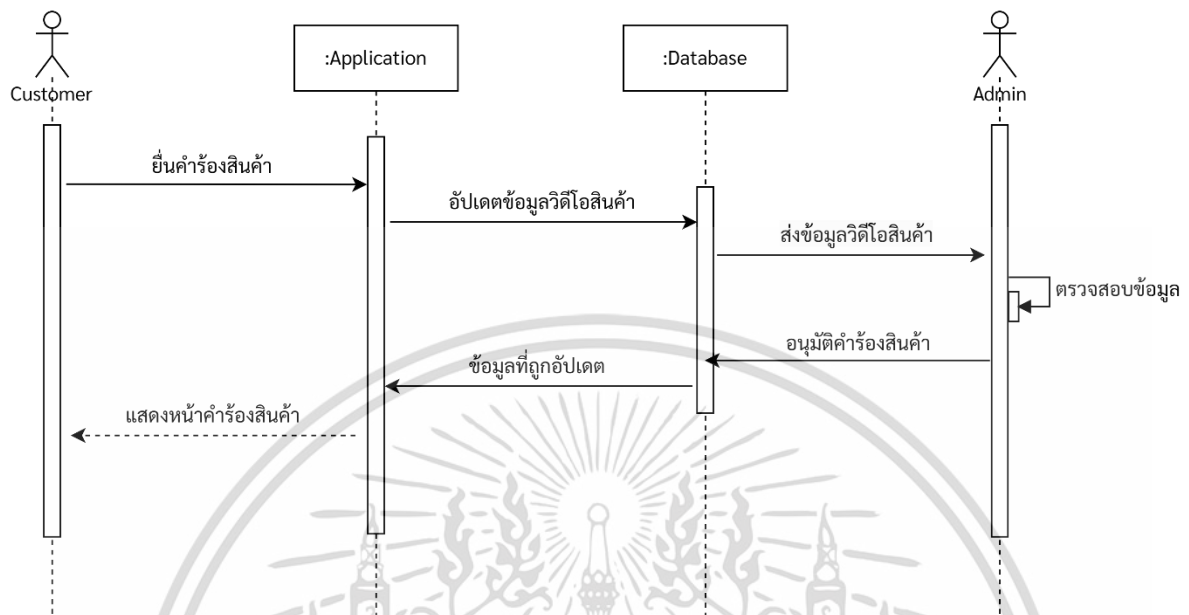 Customer
:Application
:Database
Admin
ยื่นคำร้องสินค้า
อัปเดตข้อมูลวิดีโอสินค้า
ส่งข้อมูลวิดีโอสินค้า
ตรวจสอบข้อมูล
อนุมัติคำร้องสินค้า
ข้อมูลที่ถูกอัปเดต
แสดงหน้าคำร้องสินค้า